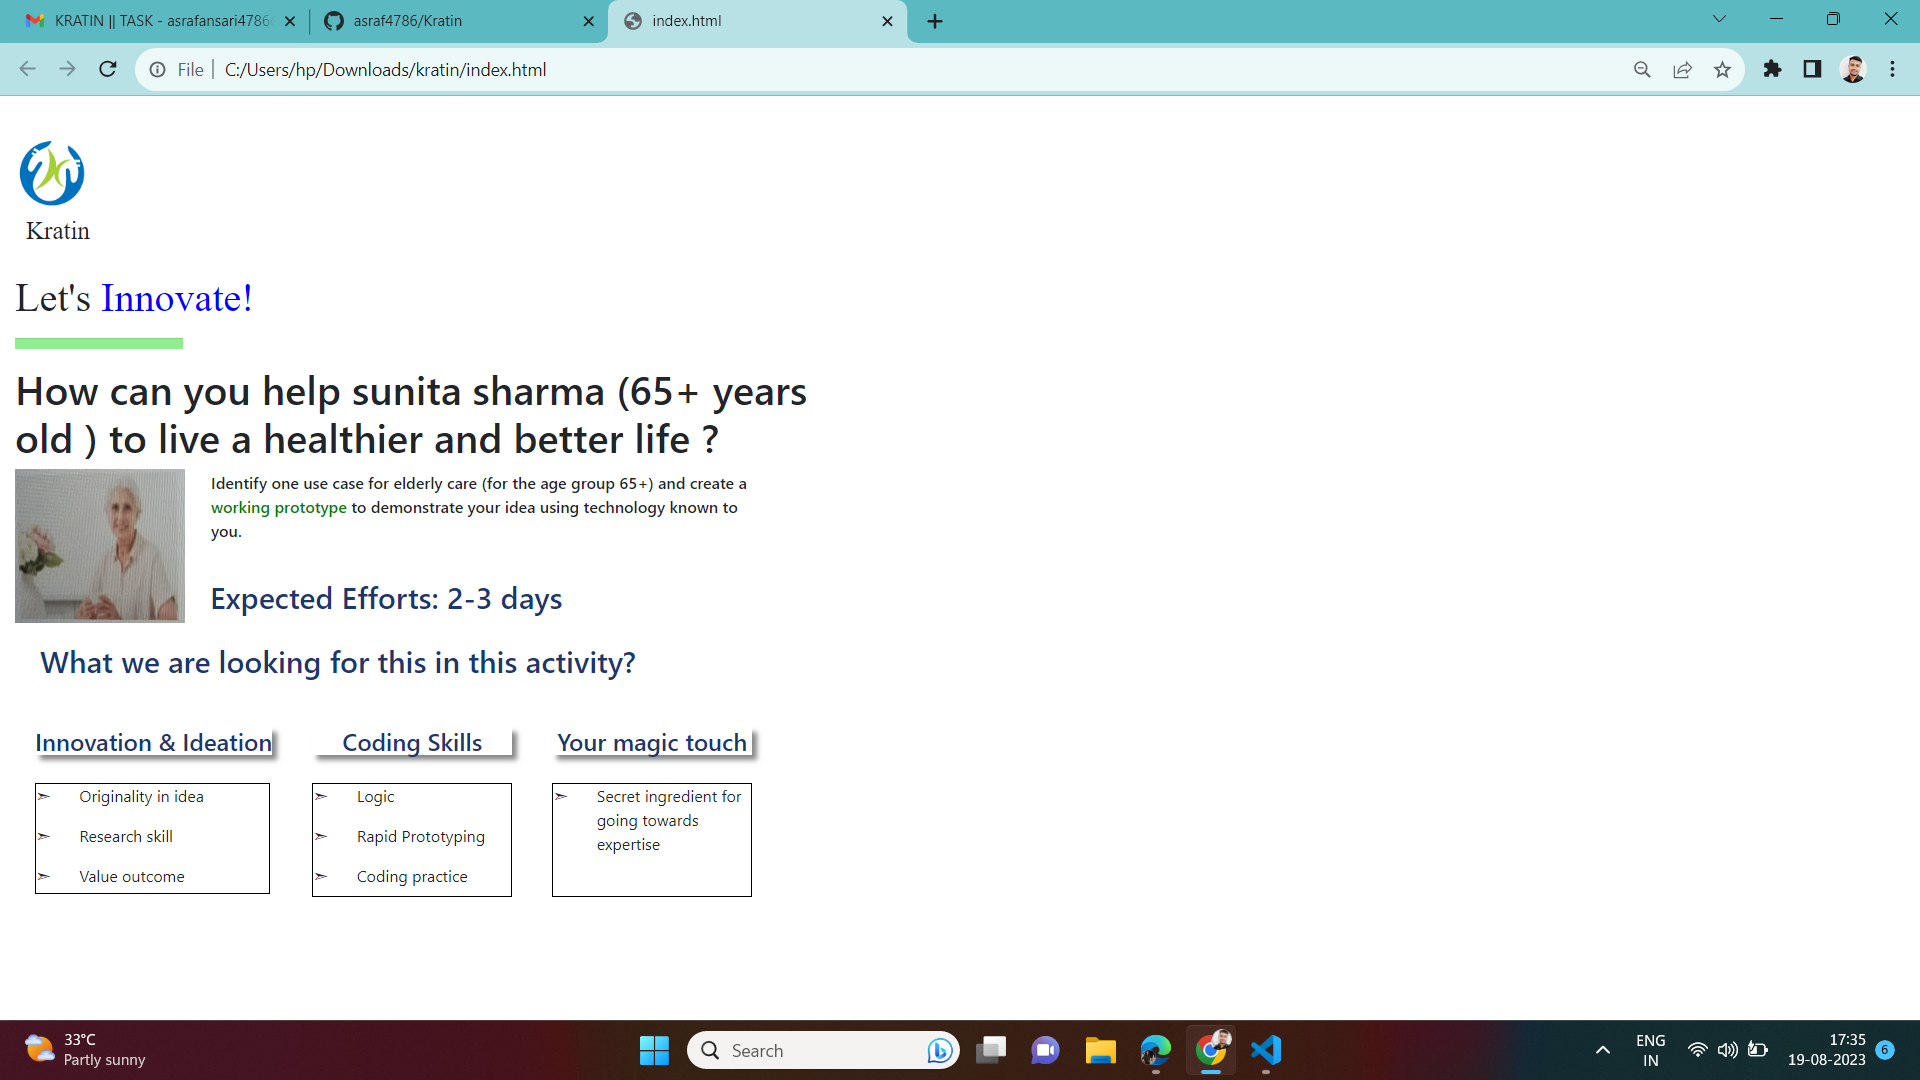 KRATIN || TASK - asrafansari4786
asraf4786/Kratin
index.html
File
C:/Users/hp/Downloads/kratin/index.html
Kratin
Let's Innovate!
How can you help sunita sharma (65+ years
old ) to live a healthier and better life ?
Identify one use case for elderly care (for the age group 65+) and create a
working prototype to demonstrate your idea using technology known to
you.
Expected Efforts: 2-3 days
What we are looking for this in this activity?
Innovation & Ideation
Originality in idea
Research skill
Value outcome
Coding Skills
Logic
Rapid Prototyping
Coding practice
Your magic touch
Secret ingredient for
going towards
expertise
33°C
Partly sunny
Search
ENG
IN
17:35
19-08-2023
6